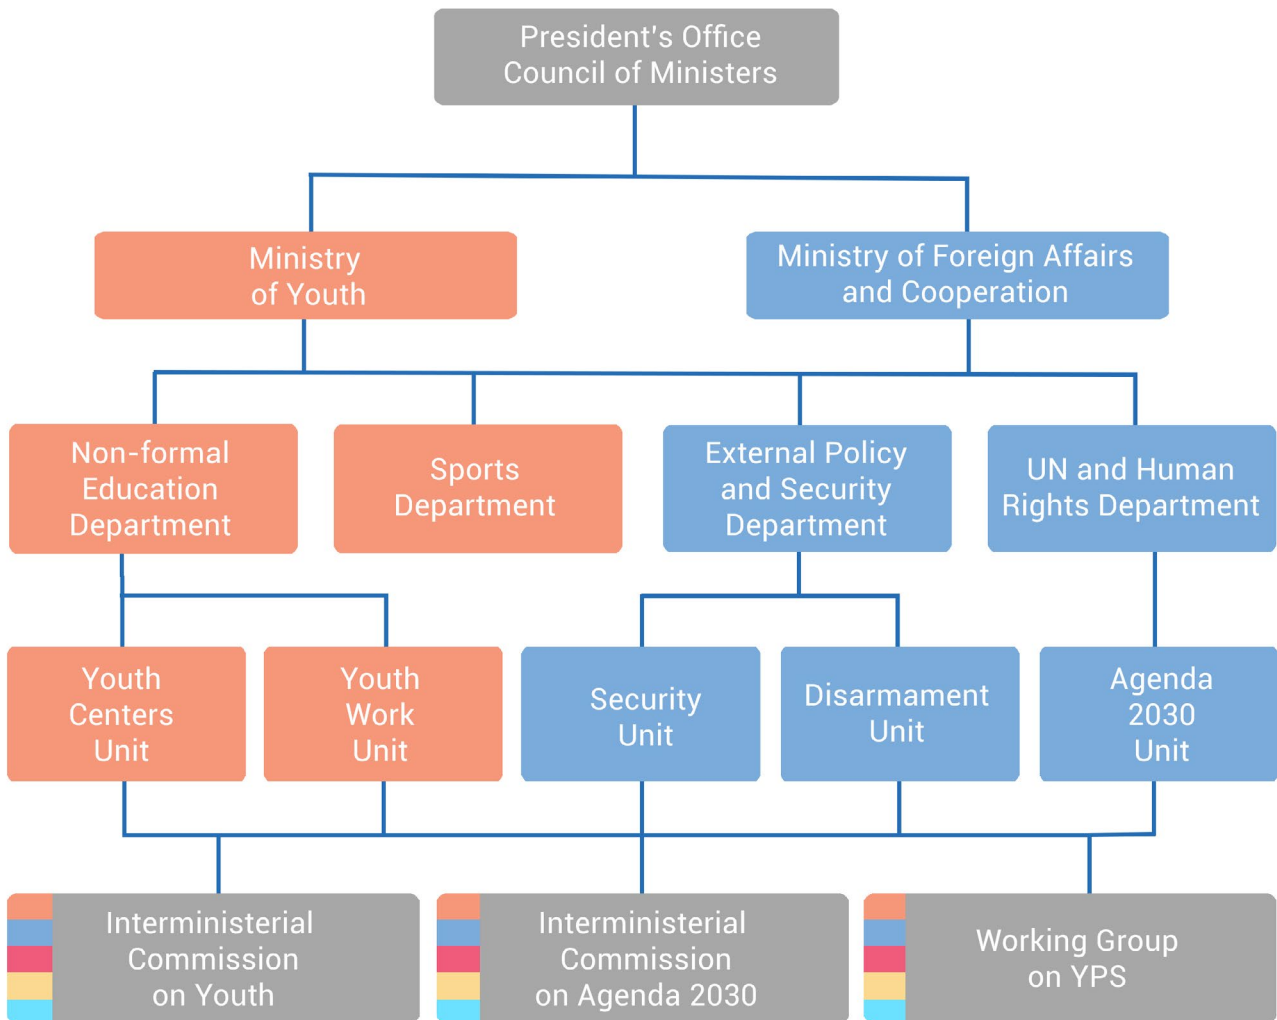 President's Office
Council of Ministers
Ministry
of Youth
Ministry of Foreign Affairs
and Cooperation
Non-formal
Education
Department
Sports
Department
External Policy
and Security
Department
UN and Human
Rights Department
Youth
Centers
Unit
Youth
Work
Unit
Security
Unit
Disarmament
Unit
Agenda
2030
Unit
Interministerial
Commission
on Youth
Interministerial
Commission
on Agenda 2030
Working Group
on YPS